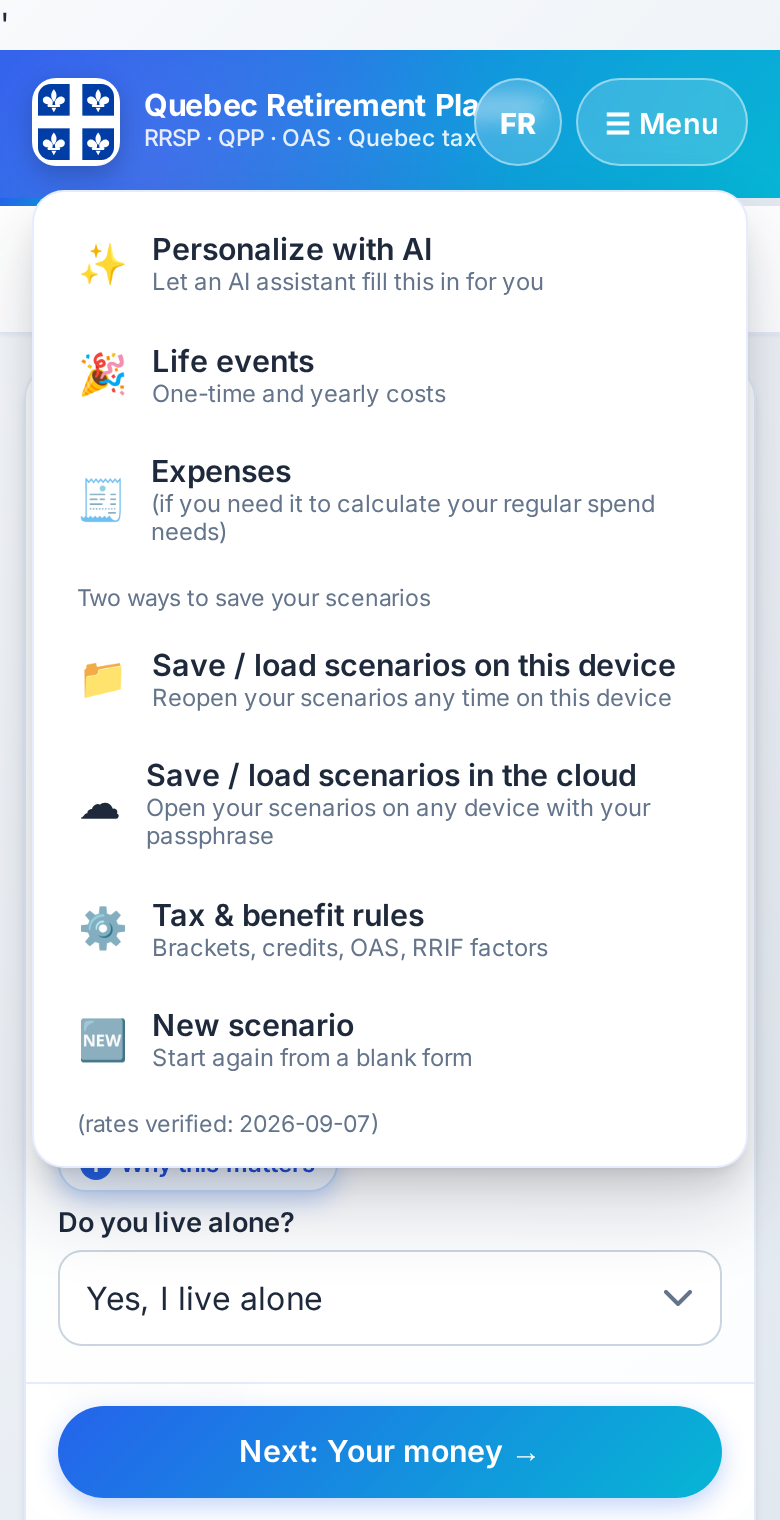 '
Quebec Retirement Pla
RRSP · QPP · OAS · Quebec tax
FR
☰ Menu
Personalize with AI
Let an AI assistant fill this in for you
Life events
One-time and yearly costs
Expenses
(if you need it to calculate your regular spend
needs)
Two ways to save your scenarios
Save / load scenarios on this device
Reopen your scenarios any time on this device
Save / load scenarios in the cloud
Open your scenarios on any device with your
passphrase
Tax & benefit rules
Brackets, credits, OAS, RRIF factors
NEW
New scenario
Start again from a blank form
(rates verified: 2026-09-07)
Why this matters
Do you live alone?
Yes, I live alone
Next: Your money →